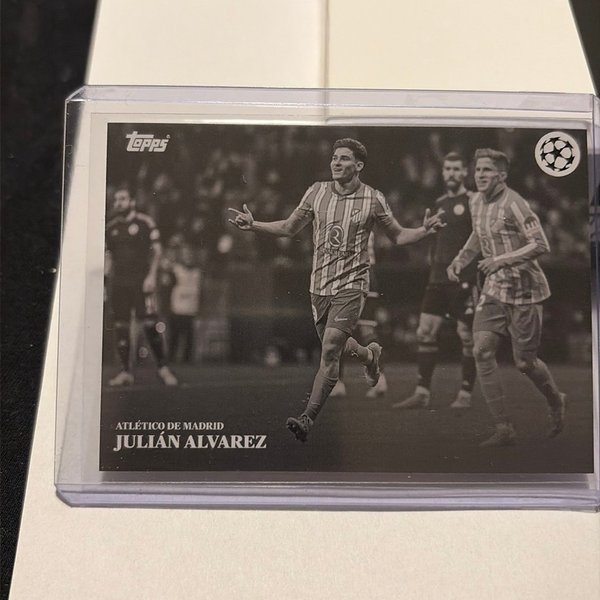 Topps
ATLÉTICO DE MADRID
JULIÁN ALVAREZ